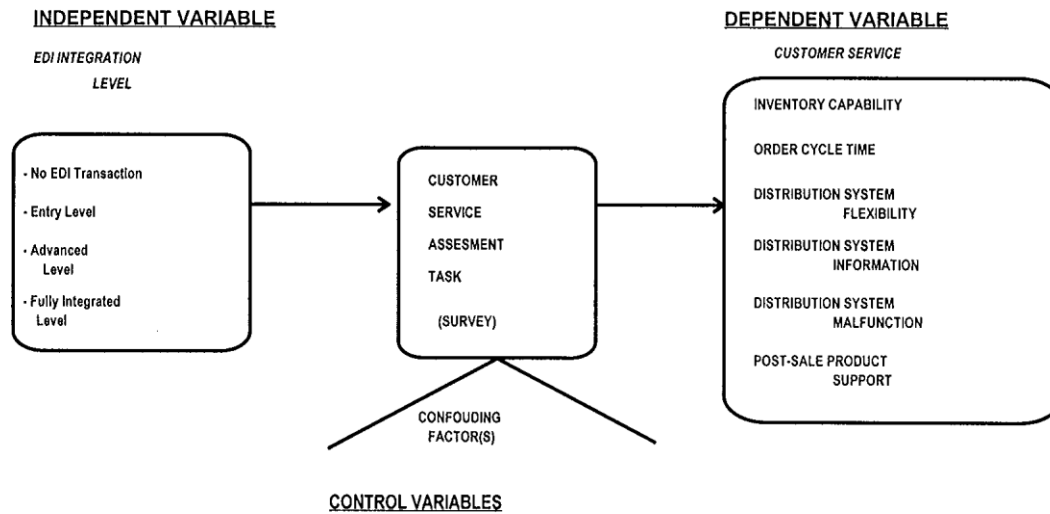 INDEPENDENT VARIABLE
EDI INTEGRATION
LEVEL
- No EDI Transaction
- Entry Level
- Advanced
Level
- Fully Integrated
Level
CUSTOMER
SERVICE
ASSESMENT
TASK
(SURVEY)
CONFOUDING
FACTOR(S)
CONTROL VARIABLES
DEPENDENT VARIABLE
CUSTOMER SERVICE
INVENTORY CAPABILITY
ORDER CYCLE TIME
DISTRIBUTION SYSTEM
FLEXIBILITY
DISTRIBUTION SYSTEM
INFORMATION
DISTRIBUTION SYSTEM
MALFUNCTION
POST-SALE PRODUCT
SUPPORT